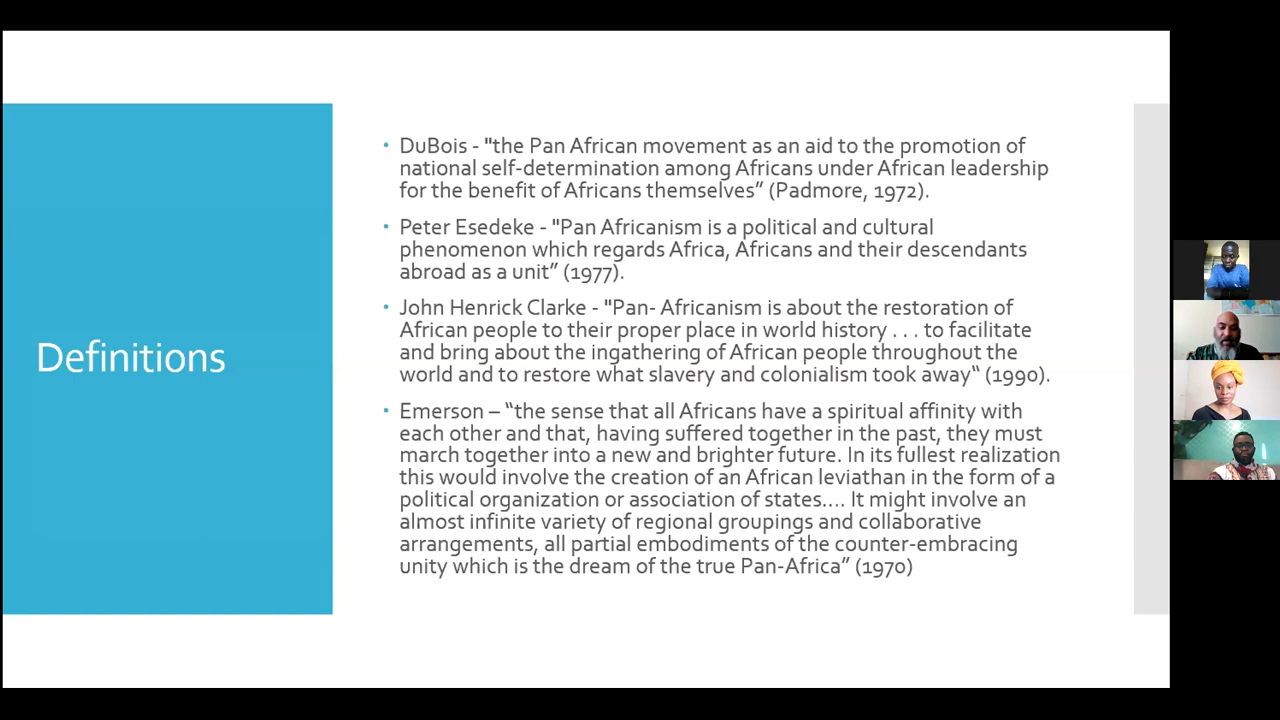 Definitions
• DuBois - "the Pan African movement as an aid to the promotion of
national self-determination among Africans under African leadership
for the benefit of Africans themselves” (Padmore, 1972).
• Peter Esedeke - "Pan Africanism is a political and cultural
phenomenon which regards Africa, Africans and their descendants
abroad as a unit” (1977).
• John Henrick Clarke - "Pan- Africanism is about the restoration of
African people to their proper place in world history . . . to facilitate
and bring about the ingathering of African people throughout the
world and to restore what slavery and colonialism took away“ (1990).
• Emerson – “the sense that all Africans have a spiritual affinity with
each other and that, having suffered together in the past, they must
march together into a new and brighter future. In its fullest realization
this would involve the creation of an African leviathan in the form of a
political organization or association of states.... It might involve an
almost infinite variety of regional groupings and collaborative
arrangements, all partial embodiments of the counter-embracing
unity which is the dream of the true Pan-Africa” (1970)